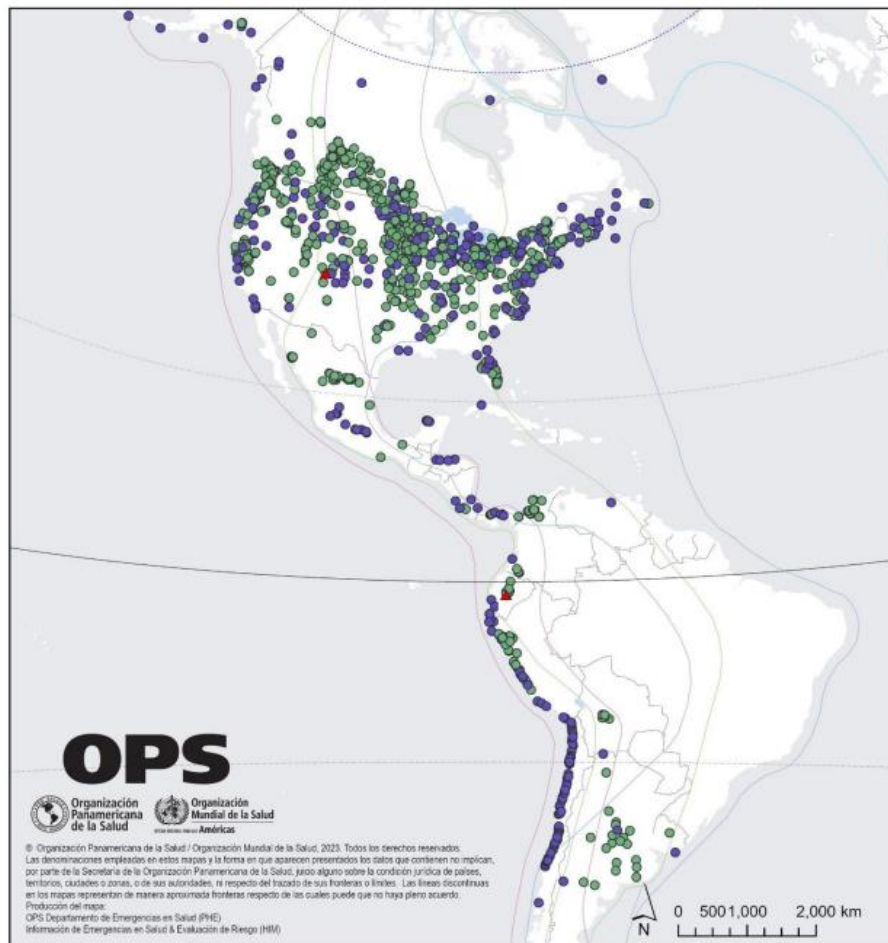 OPS
Organización
Panamericana
de la Salud
Organización
Mundial de la Salud
Américas
© Organización Panamericana de la Salud / Organización Mundial de la Salud, 2023. Todos los derechos reservados.
Las denominaciones empleadas en estos mapas y la forma en que aparecen presentados los datos que contienen no implican,
por parte de la Secretaría de la Organización Panamericana de la Salud, juicio alguno sobre la condición jurídica de países,
territorios, ciudades o zonas, o de sus autoridades, ni respecto del trazado de sus fronteras o límites. Las líneas discontinuas
en los mapas representan de manera aproximada fronteras respecto de las cuales puede que no haya pleno acuerdo.
Producción del mapa:
OPS Departamento de Emergencias en Salud (PHE)
Información de Emergencias en Salud & Evaluación de Riesgo (HIM)
N
0 500 1,000 2,000 km